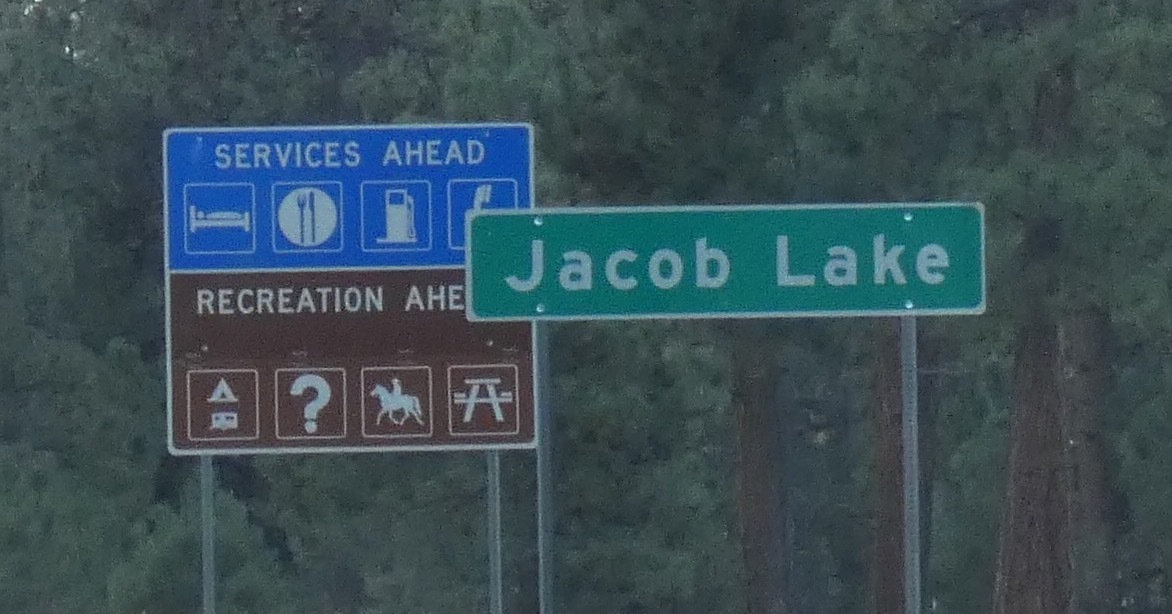 SERVICES AHEAD
RECREATION AHE
?
Jacob Lake